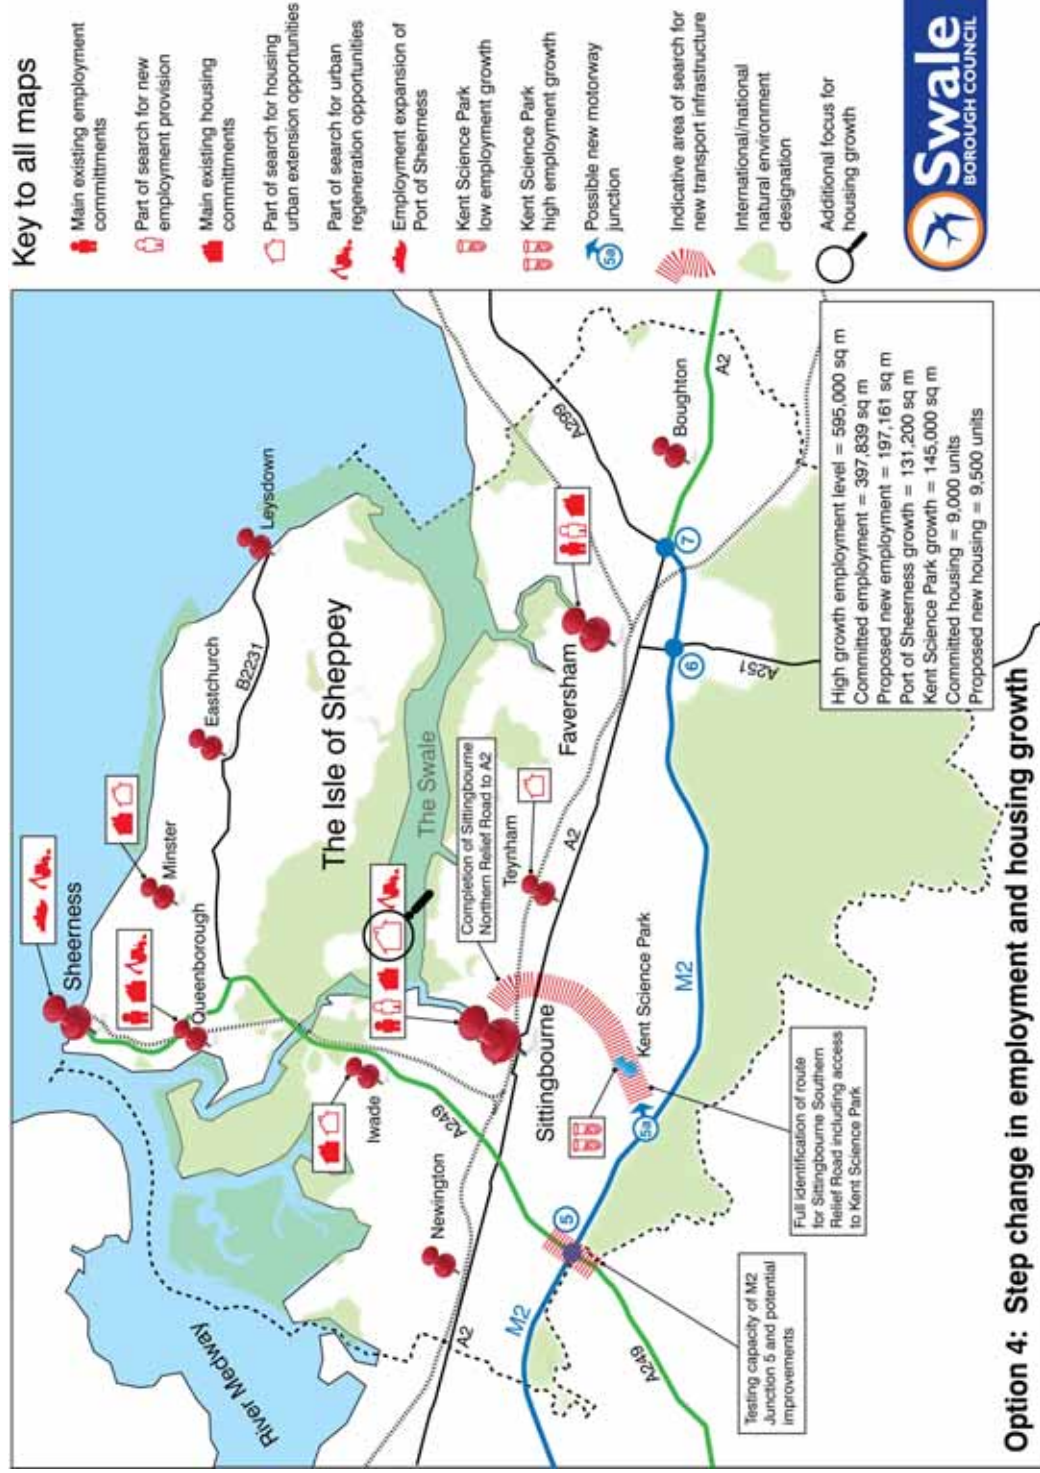 Key to all maps
Main existing employment
committments
Part of search for new
employment provision
Main existing housing
committments
Part of search for housing
urban extension opportunities
Part of search for urban
regeneration opportunities
Employment expansion of
Port of Sheerness
Kent Science Park
low employment growth
Kent Science Park
high employment growth
5a
Possible new motorway
junction
Indicative area of search for
new transport infrastructure
International/national
natural environment
designation
Additional focus for
housing growth
Swale
BOROUGH COUNCIL
Sheerness
Minster
Queenborough
Eastchurch
Leysdown
B2231
The Isle of Sheppey
The Swale
River Medway
Iwade
A249
Newington
A2
Completion of Sittingbourne
Northern Relief Road to A2
Teynham
Faversham
A299
Boughton
A2
A2
Sittingbourne
Kent Science Park
M2
M2
5
5a
6
7
A251
A249
Testing capacity of M2
Junction 5 and potential
improvements
Full identification of route
for Sittingbourne Southern
Relief Road including access
to Kent Science Park
High growth employment level = 595,000 sq m
Committed employment = 397,839 sq m
Proposed new employment = 197,161 sq m
Port of Sheerness growth = 131,200 sq m
Kent Science Park growth = 145,000 sq m
Committed housing = 9,000 units
Proposed new housing = 9,500 units
Option 4: Step change in employment and housing growth